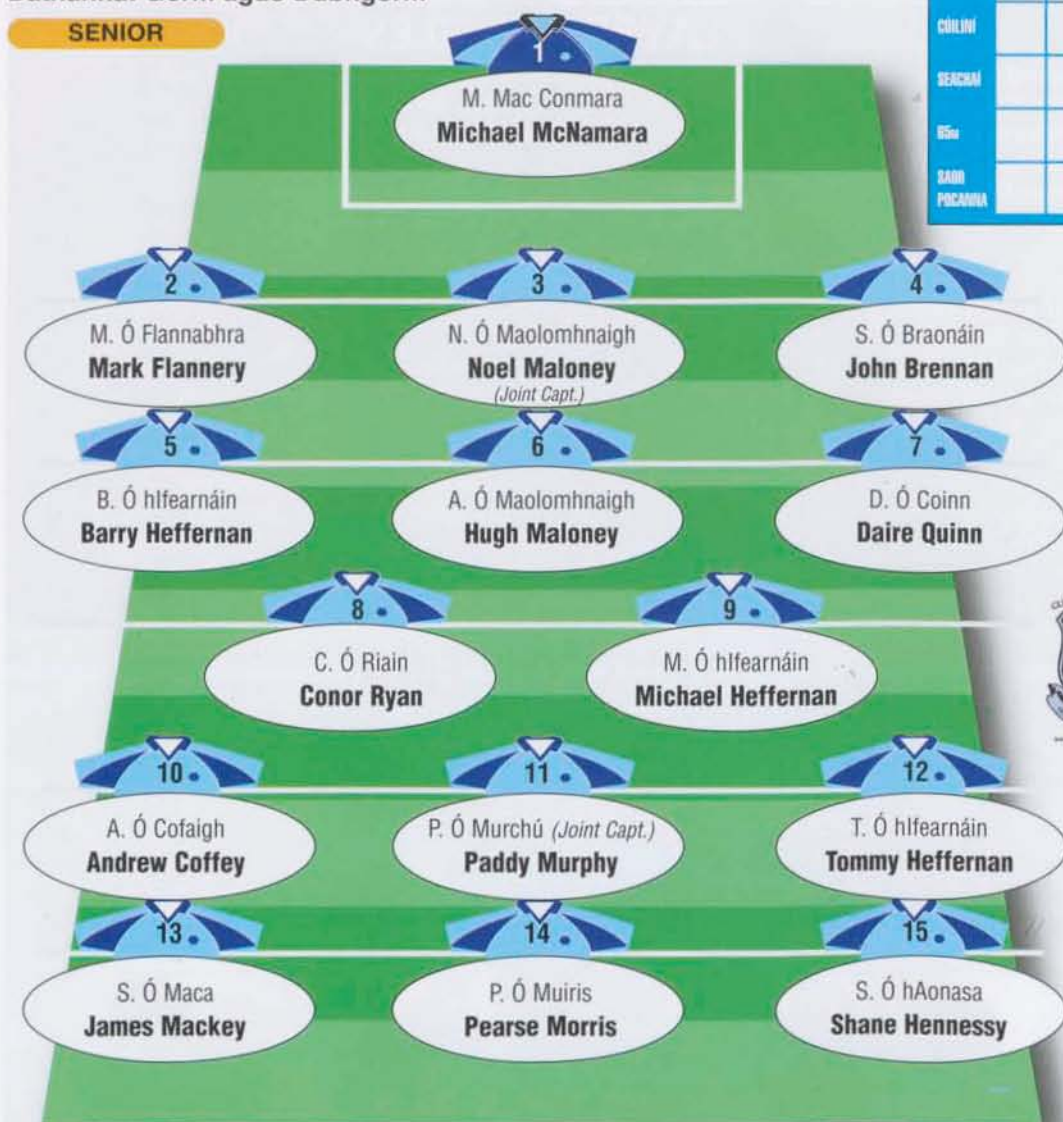 SENIOR
CÚILINÍ
SEACHAÍ
65m
SAOR
POCANNA
1
M. Mac Conmara
Michael McNamara
2
M. Ó Flannabhra
Mark Flannery
3
N. Ó Maolomhnaigh
Noel Maloney
(Joint Capt.)
4
S. Ó Braonáin
John Brennan
5
B. Ó hIfearnáin
Barry Heffernan
6
A. Ó Maolomhnaigh
Hugh Maloney
7
D. Ó Coinn
Daire Quinn
8
C. Ó Riain
Conor Ryan
9
M. Ó hIfearnáin
Michael Heffernan
10
A. Ó Cofaigh
Andrew Coffey
11
P. Ó Murchú (Joint Capt.)
Paddy Murphy
12
T. Ó hIfearnáin
Tommy Heffernan
13
S. Ó Maca
James Mackey
14
P. Ó Muiris
Pearse Morris
15
S. Ó hAonasa
Shane Hennessy